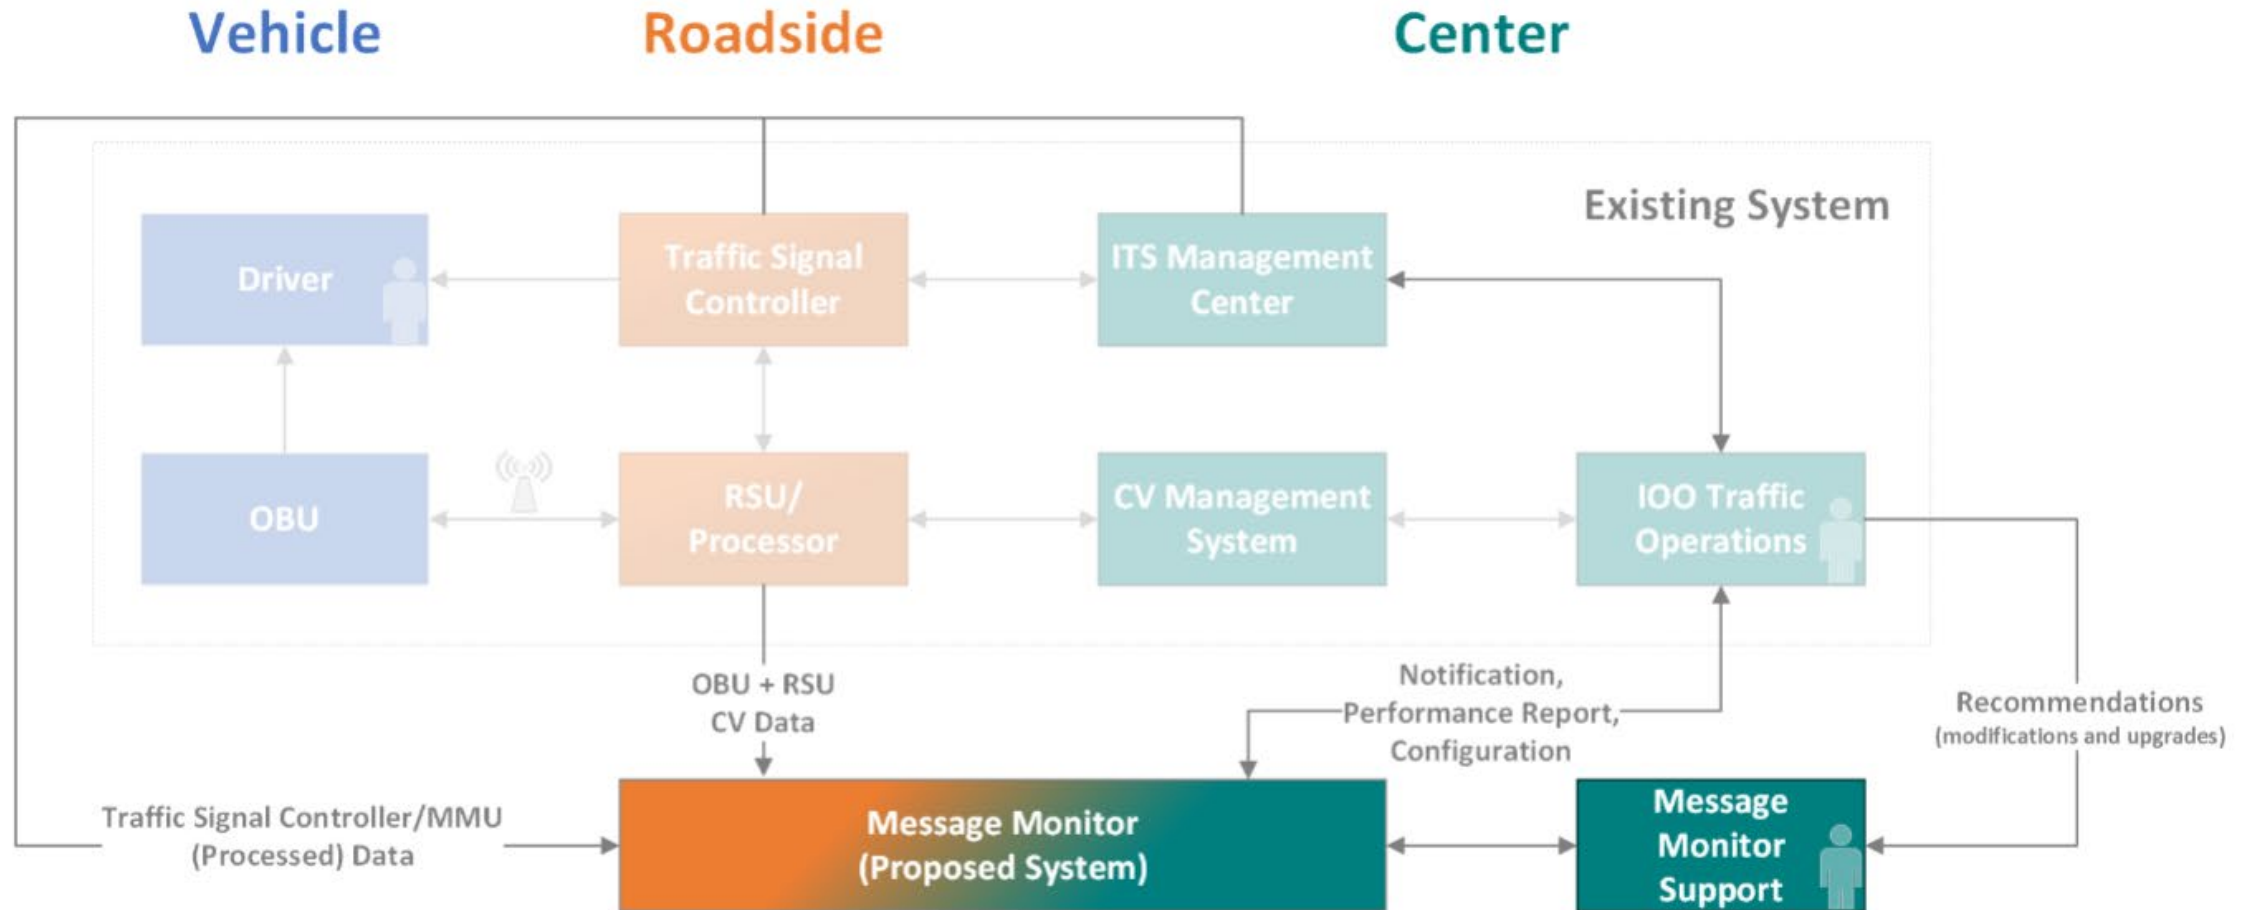 Vehicle
Roadside
Center
Existing System
Driver
Traffic Signal
Controller
ITS Management
Center
OBU
RSU/
Processor
CV Management
System
IOO Traffic
Operations
OBU + RSU
CV Data
Notification,
Performance Report,
Configuration
Recommendations
(modifications and upgrades)
Traffic Signal Controller/MMU
(Processed) Data
Message Monitor
(Proposed System)
Message
Monitor
Support